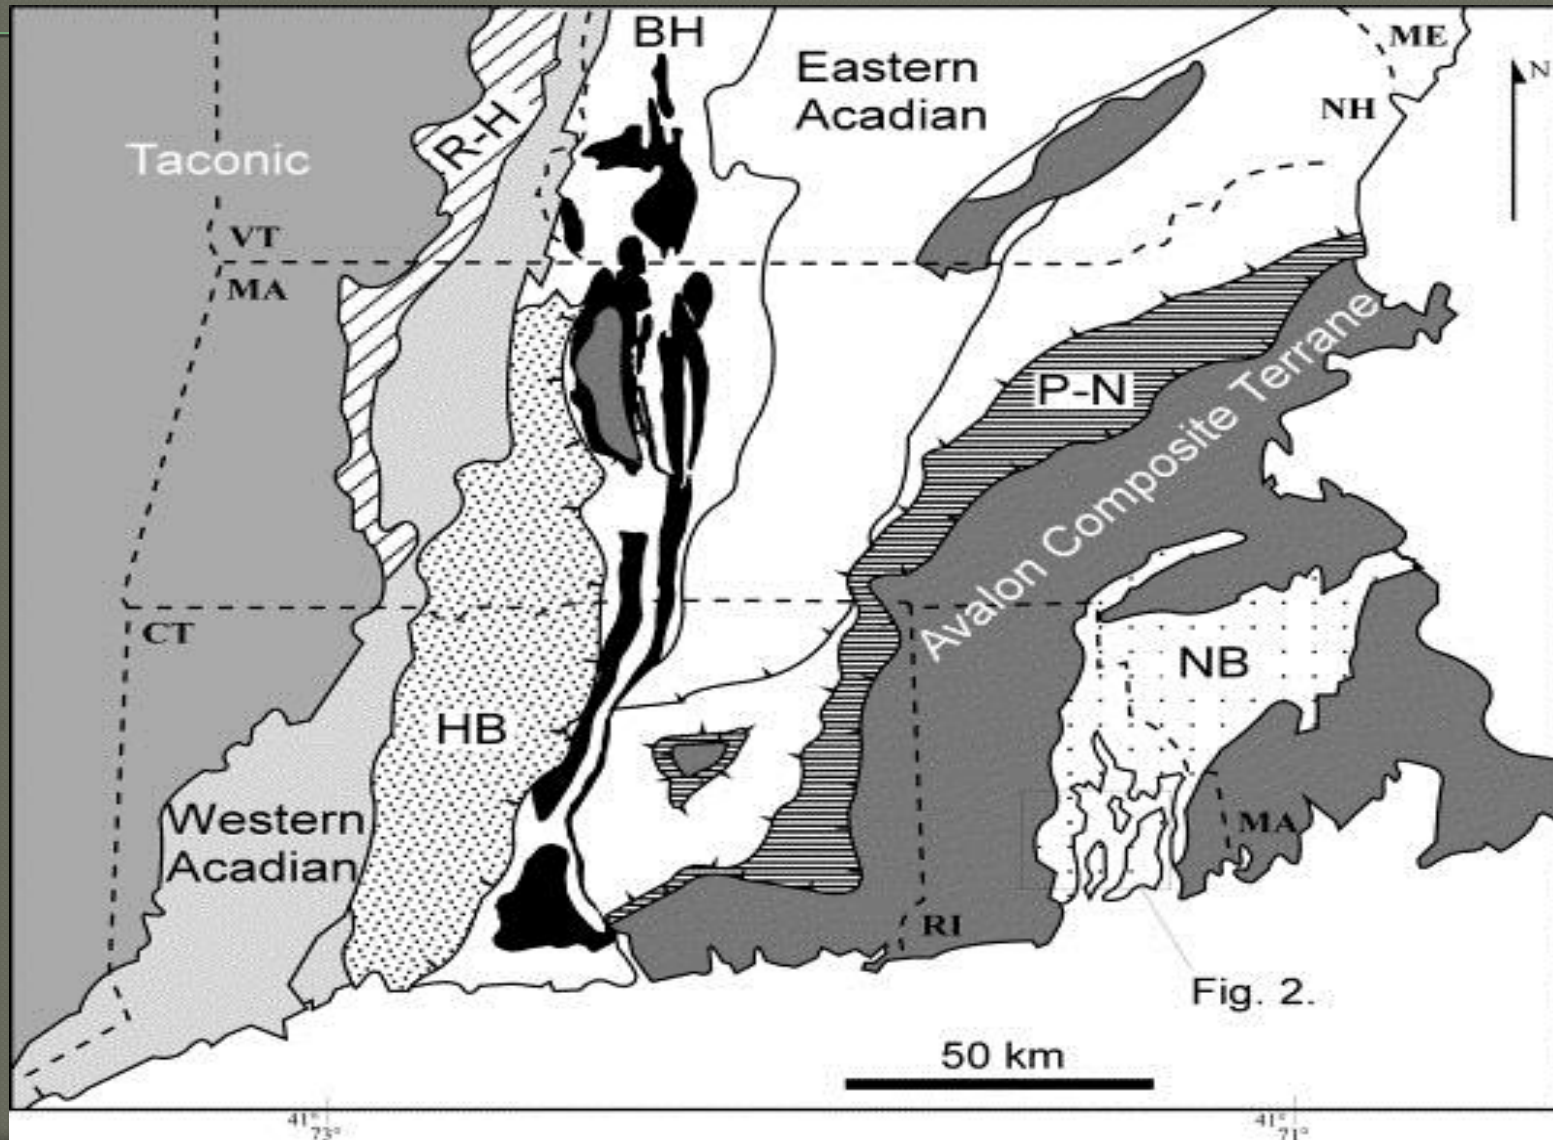 BH
ME
Eastern
Acadian
N
NH
R-H
Taconic
VT
MA
P-N
Avalon Composite Terrane
CT
NB
HB
Western
Acadian
MA
RI
Fig. 2.
50 km
41°
73°
41°
71°